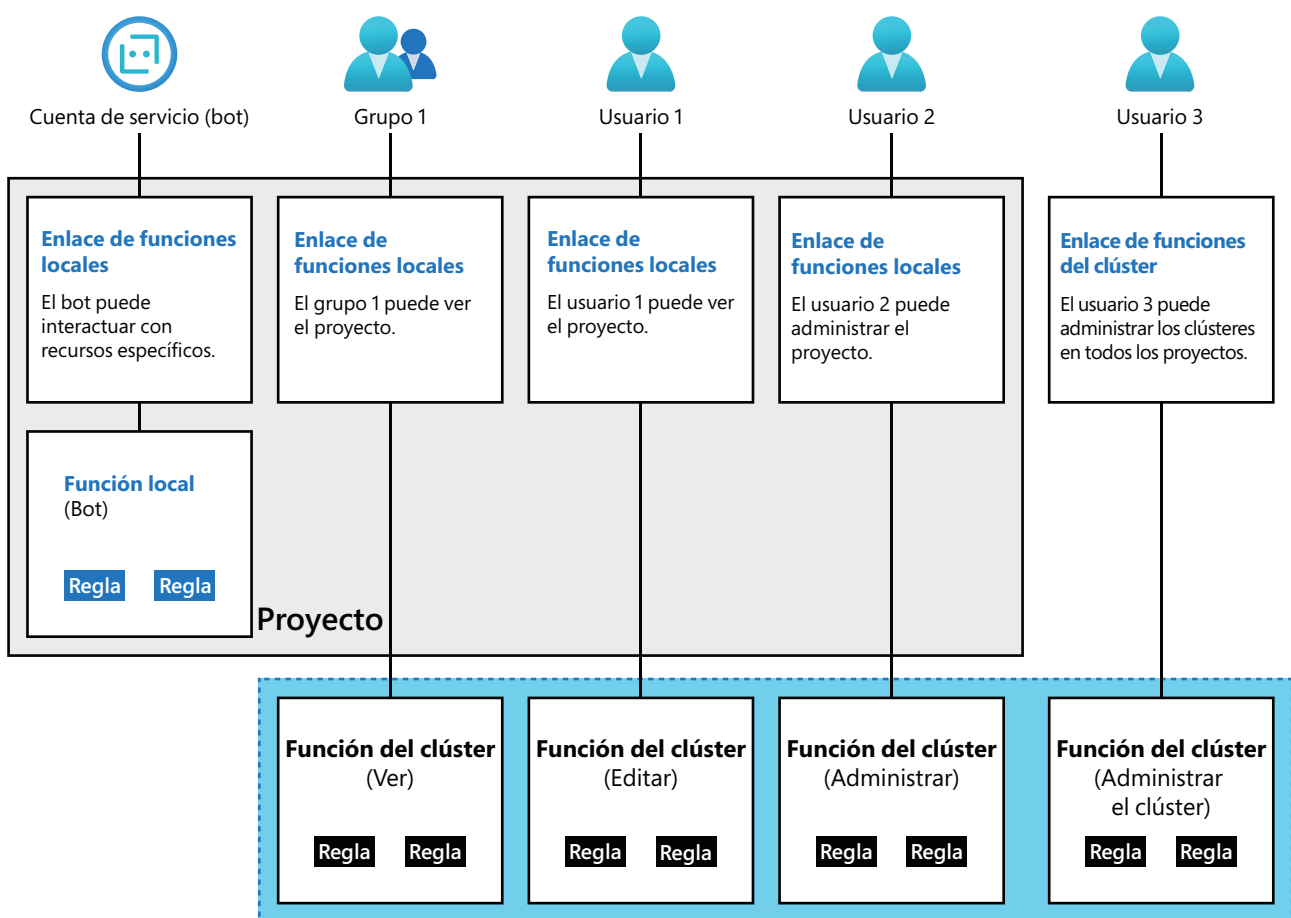 Cuenta de servicio (bot)
Grupo 1
Usuario 1
Usuario 2
Usuario 3
Enlace de funciones
locales
El bot puede
interactuar con
recursos específicos.
Enlace de
funciones locales
El grupo 1 puede ver
el proyecto.
Enlace de
funciones locales
El usuario 1 puede ver
el proyecto.
Enlace de
funciones locales
El usuario 2 puede
administrar el
proyecto.
Enlace de funciones
del clúster
El usuario 3 puede
administrar los clústeres
en todos los proyectos.
Función local
(Bot)
Regla
Regla
Proyecto
Función del clúster
(Ver)
Regla
Regla
Función del clúster
(Editar)
Regla
Regla
Función del clúster
(Administrar)
Regla
Regla
Función del clúster
(Administrar
el clúster)
Regla
Regla